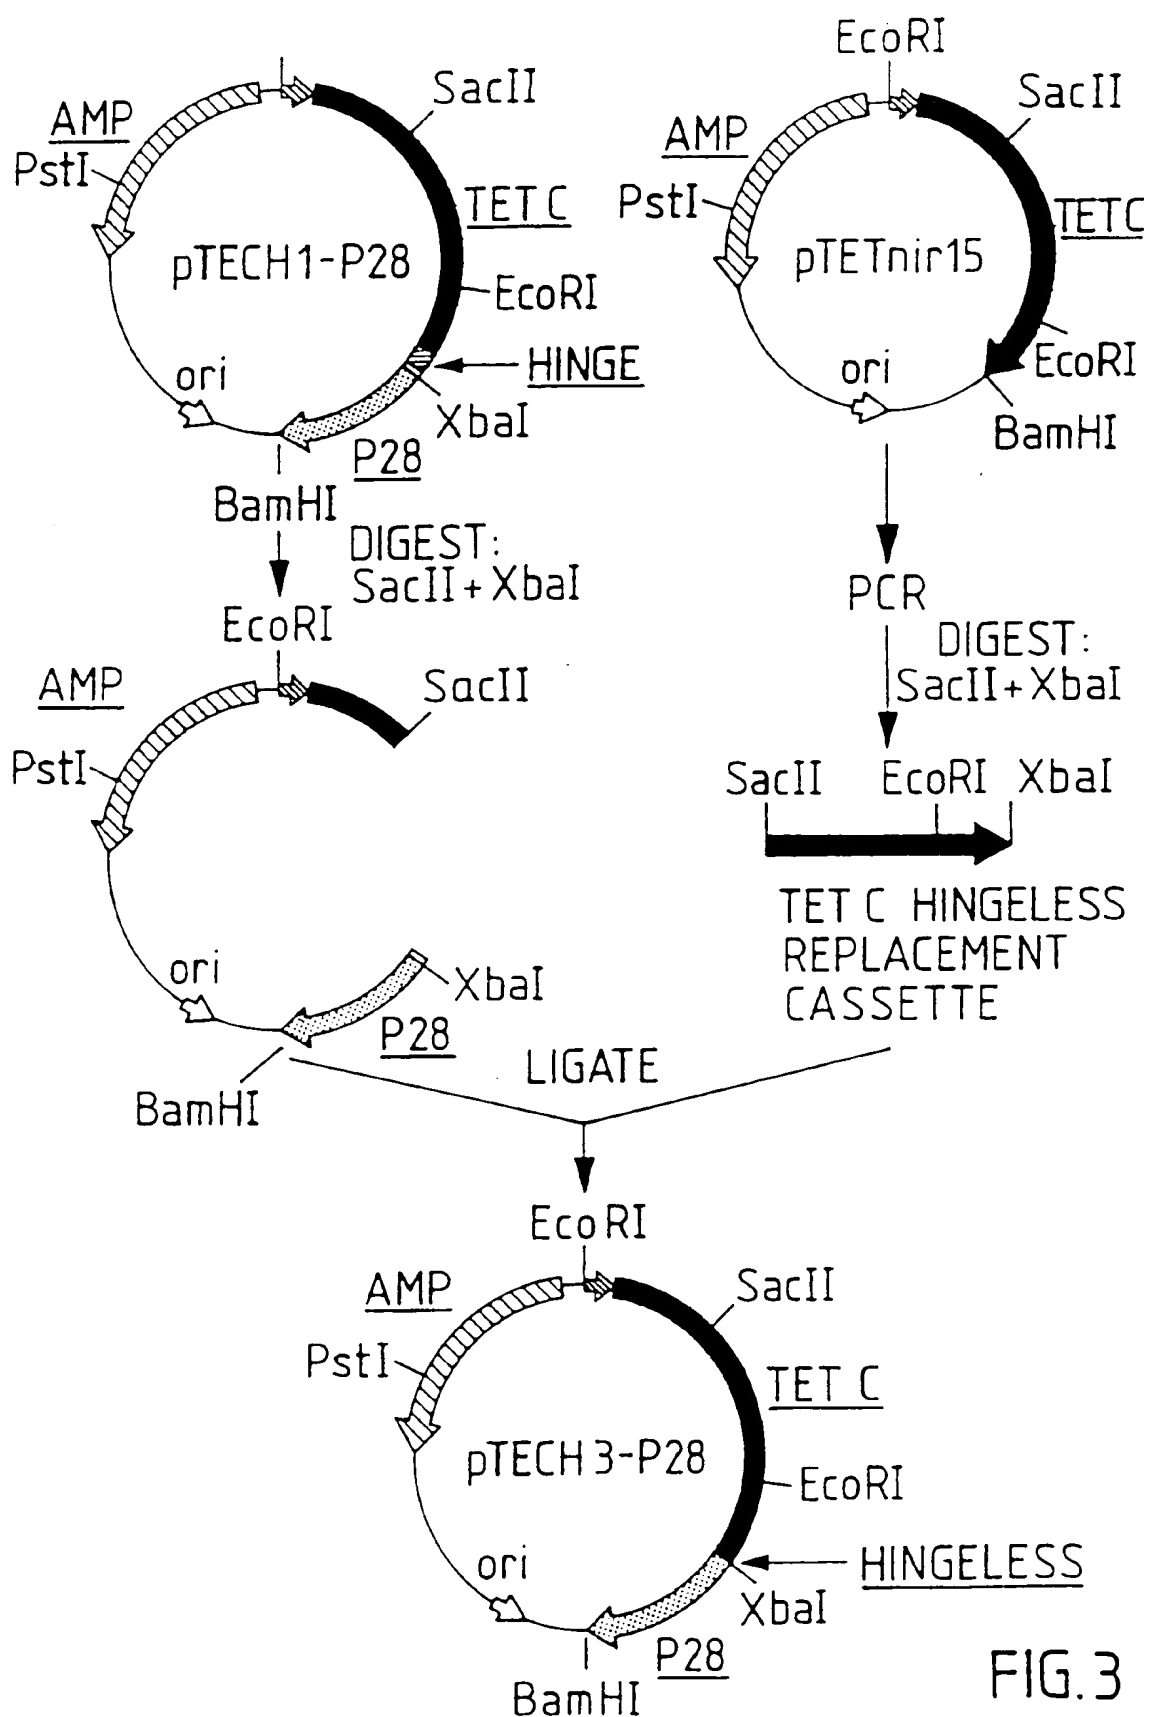 SacII
AMP
PstI
TET C
pTECH1-P28
EcoRI
HINGE
ori
XbaI
P28
BamHI
EcoRI
SacII
AMP
PstI
TETC
pTETnir15
EcoRI
ori
BamHI
DIGEST:
SacII + XbaI
PCR
DIGEST:
SacII + XbaI
EcoRI
AMP
SacII
PstI
ori
XbaI
P28
BamHI
SacII EcoRI XbaI
TET C HINGELESS
REPLACEMENT
CASSETTE
LIGATE
EcoRI
AMP
SacII
PstI
TET C
pTECH3-P28
EcoRI
ori
HINGELESS
XbaI
P28
BamHI
FIG. 3